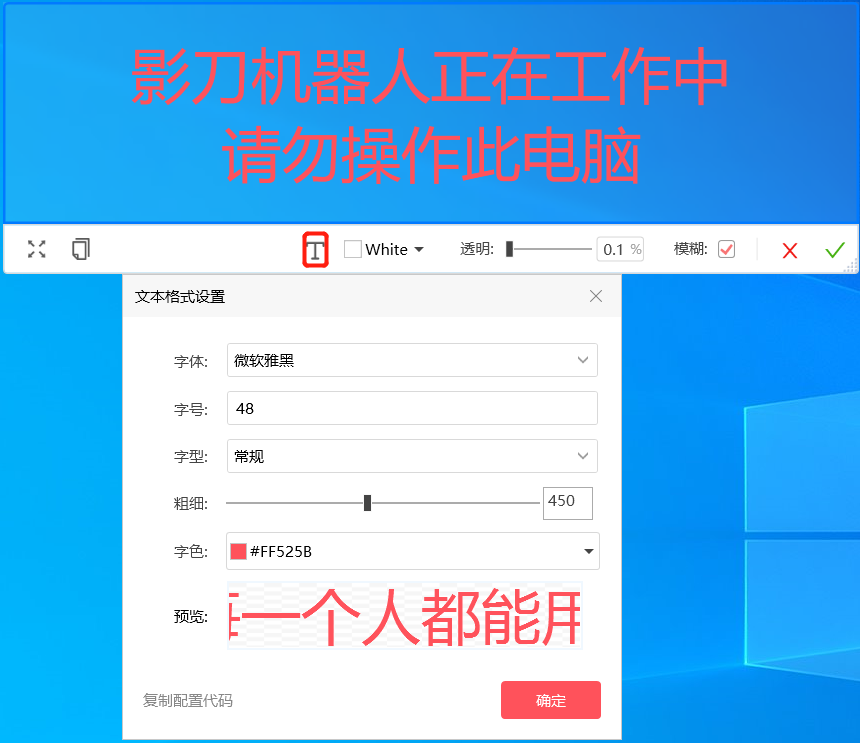 影刀机器人正在工作中
请勿操作此电脑
T White 透明: 0.1 % 模糊:
文本格式设置
字体: 微软雅黑
字号: 48
字型: 常规
粗细: 450
字色: #FF525B
预览: 一个人都能用
复制配置代码 确定